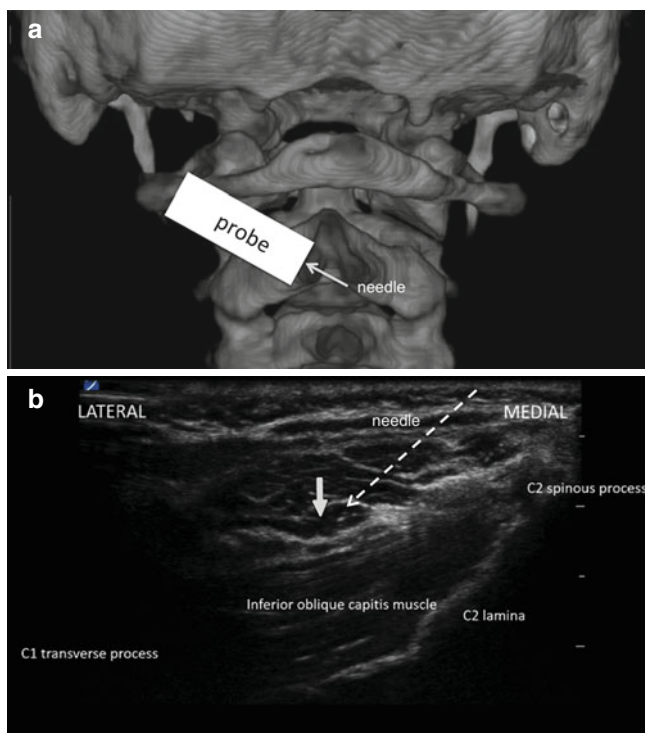 a
probe
needle
b
LATERAL
needle
MEDIAL
C2 spinous process
Inferior oblique capitis muscle
C2 lamina
C1 transverse process